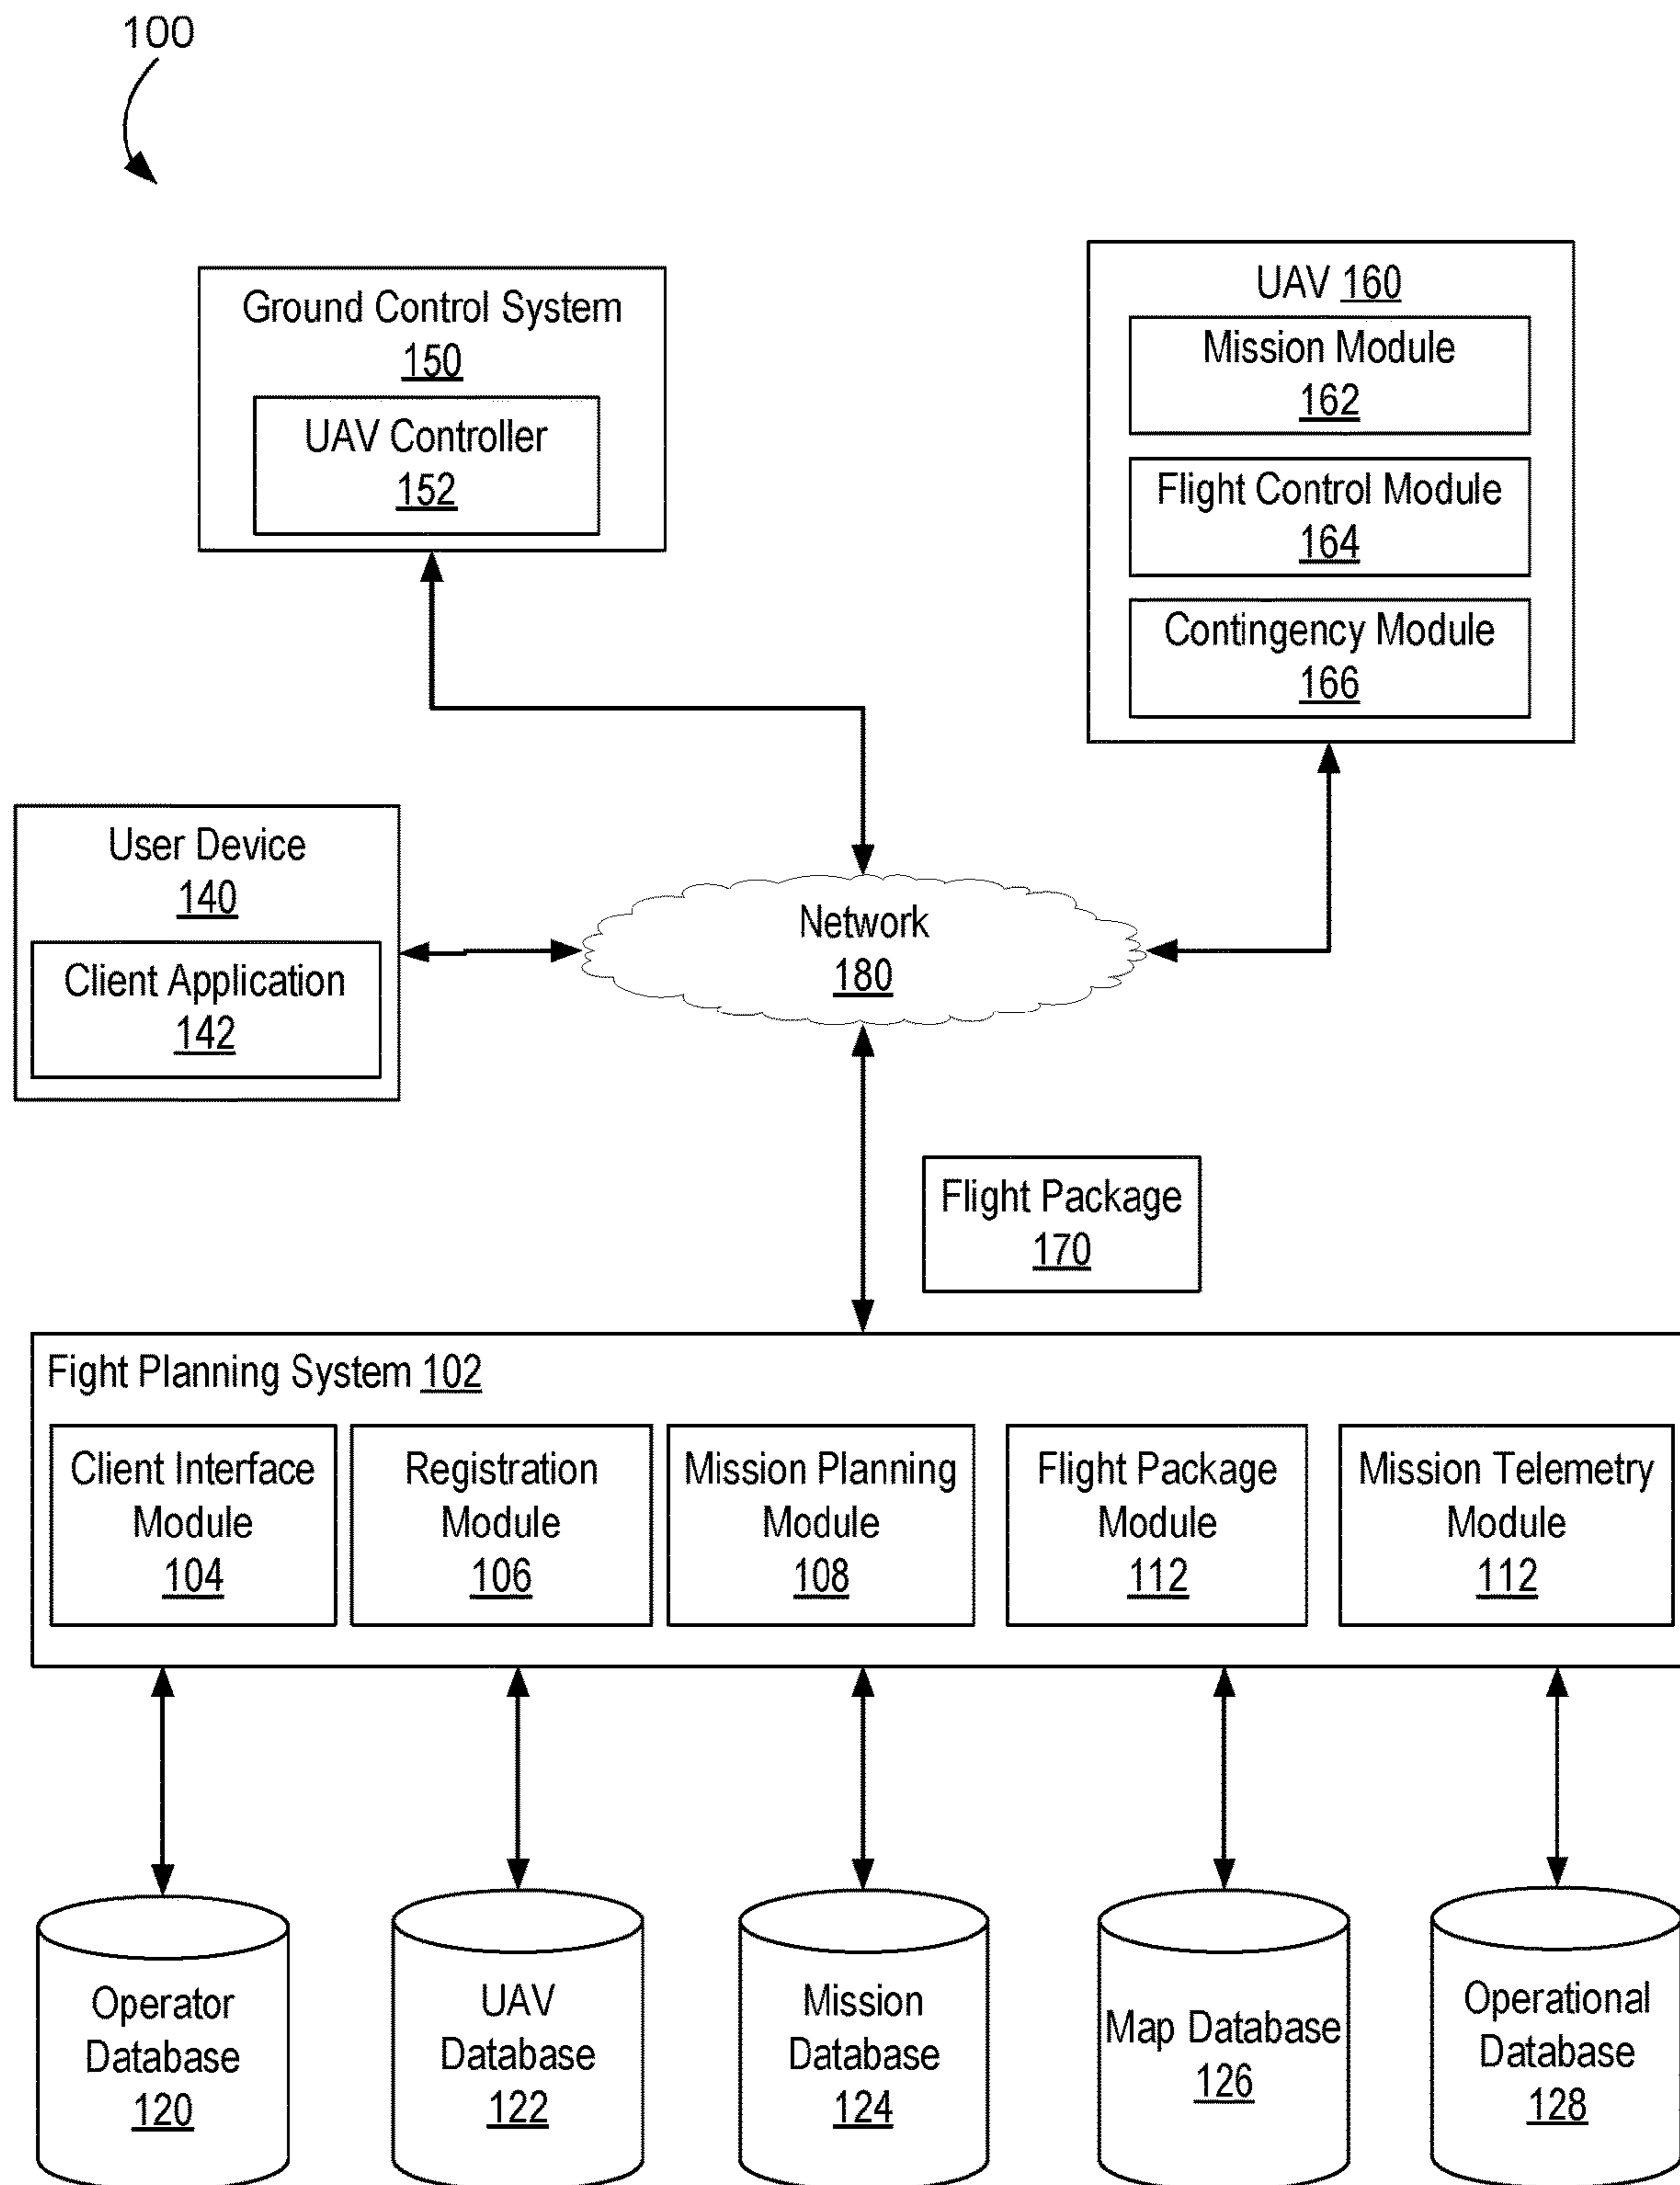 100
Ground Control System
150
UAV Controller
152
UAV 160
Mission Module
162
Flight Control Module
164
Contingency Module
166
User Device
140
Client Application
142
Network
180
Flight Package
170
Fight Planning System 102
Client Interface
Module
104
Registration
Module
106
Mission Planning
Module
108
Flight Package
Module
112
Mission Telemetry
Module
112
Operator
Database
120
UAV
Database
122
Mission
Database
124
Map Database
126
Operational
Database
128